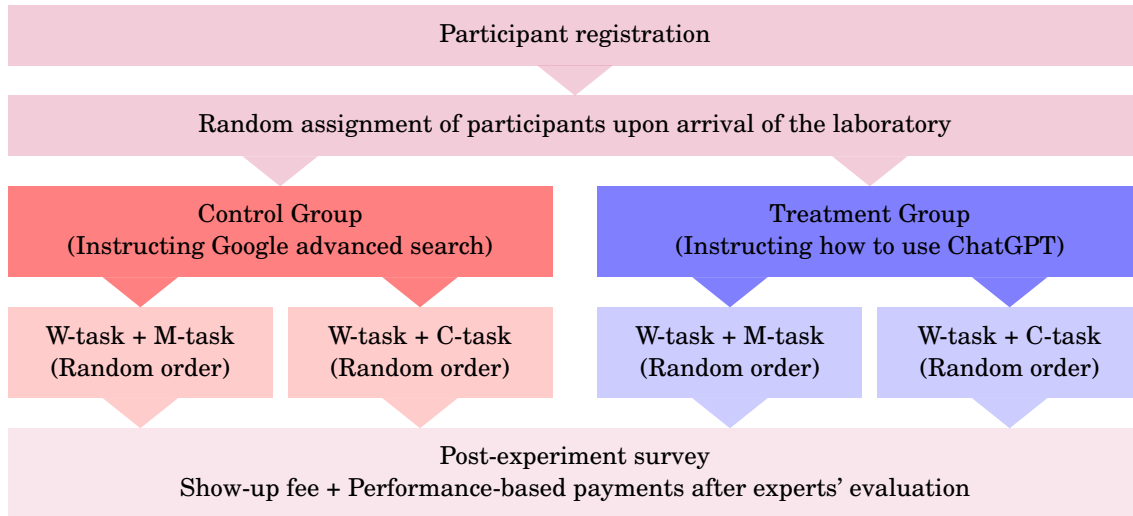 Participant registration
Random assignment of participants upon arrival of the laboratory
Control Group
(Instructing Google advanced search)
Treatment Group
(Instructing how to use ChatGPT)
W-task + M-task
(Random order)
W-task + C-task
(Random order)
W-task + M-task
(Random order)
W-task + C-task
(Random order)
Post-experiment survey
Show-up fee + Performance-based payments after experts’ evaluation